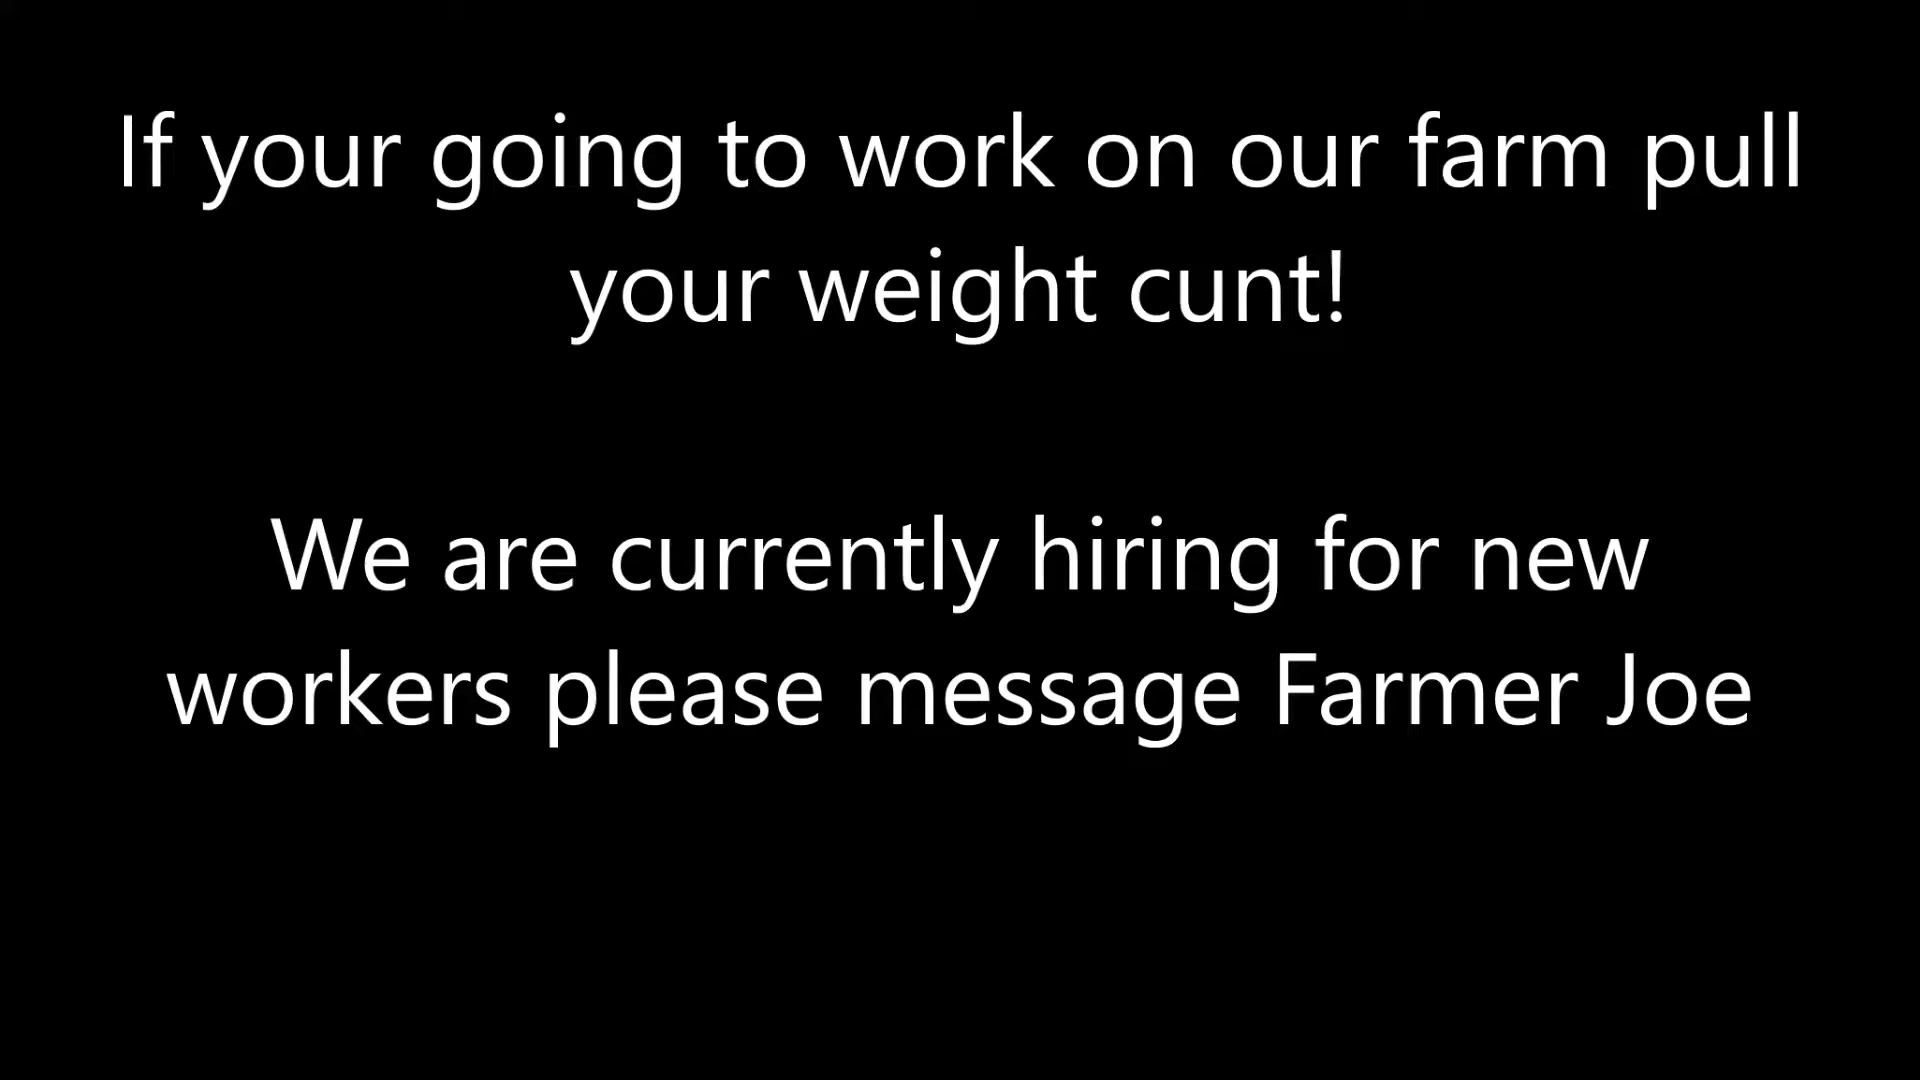 If your going to work on our farm pull
your weight cunt!
We are currently hiring for new
workers please message Farmer Joe